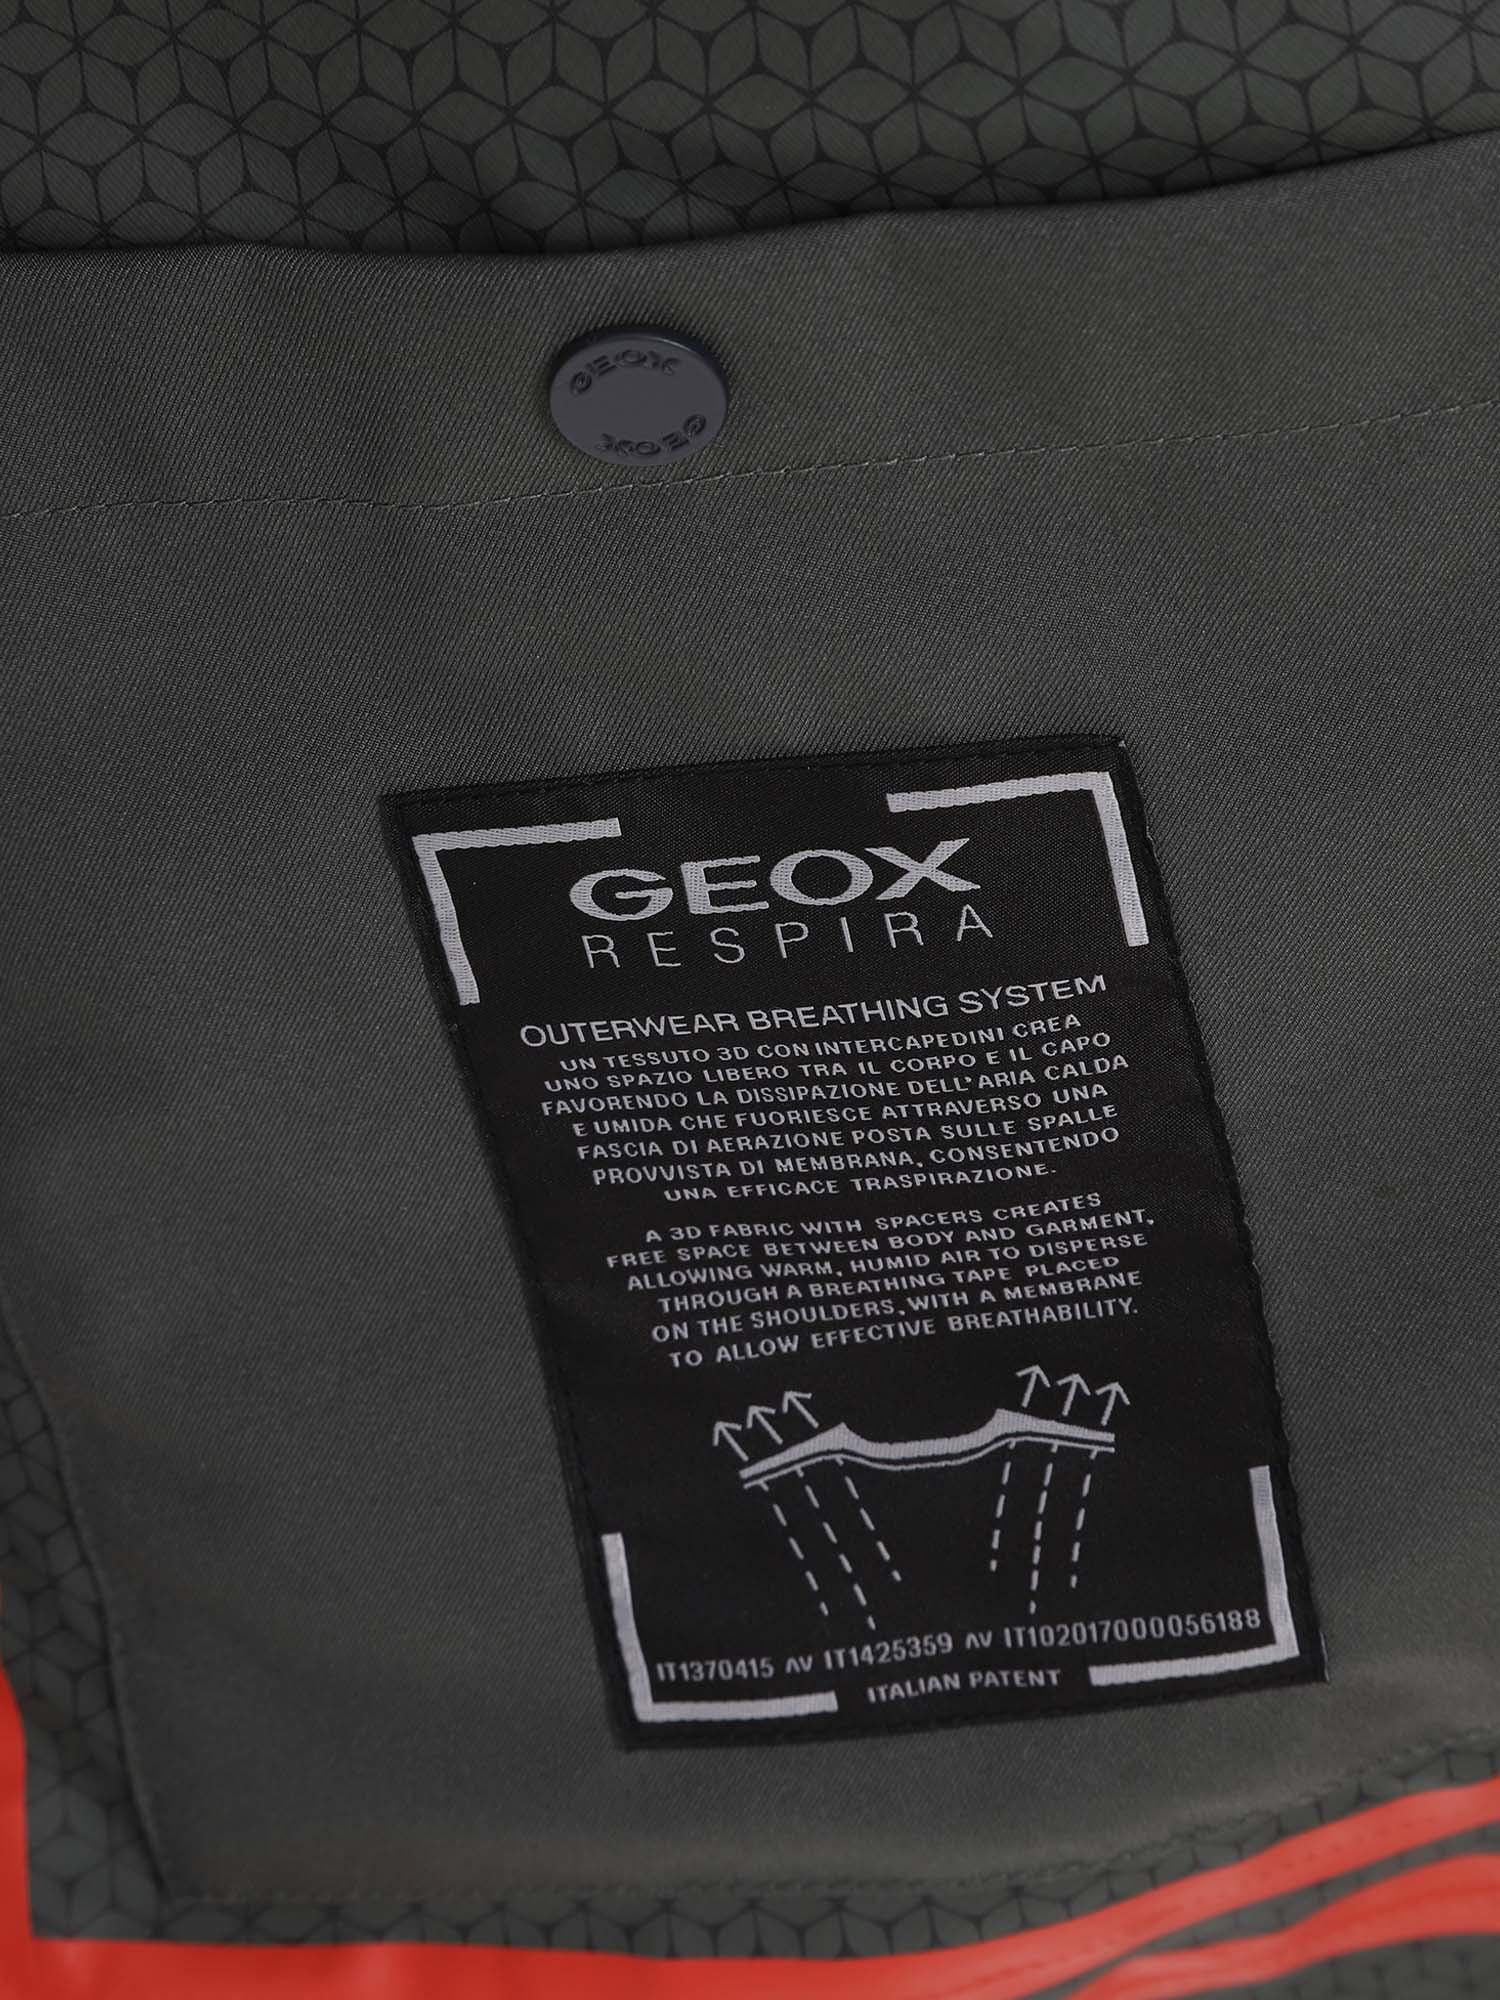 GEOX
GEOX
GEOX
RESPIRA
OUTERWEAR BREATHING SYSTEM
UN TESSUTO 3D CON INTERCAPEDINI CREA
UNO SPAZIO LIBERO TRA IL CORPO E IL CAPO
FAVORENDO LA DISSIPAZIONE DELL'ARIA CALDA
E UMIDA CHE FUORIESCE ATTRAVERSO UNA
FASCIA DI AERAZIONE POSTA SULLE SPALLE
PROVVISTA DI MEMBRANA, CONSENTENDO
UNA EFFICACE TRASPIRAZIONE.
A 3D FABRIC WITH SPACERS CREATES
FREE SPACE BETWEEN BODY AND GARMENT,
ALLOWING WARM, HUMID AIR TO DISPERSE
THROUGH A BREATHING TAPE PLACED
ON THE SHOULDERS, WITH A MEMBRANE
TO ALLOW EFFECTIVE BREATHABILITY.
IT1370415 AV IT1425359 AV IT102017000056188
ITALIAN PATENT